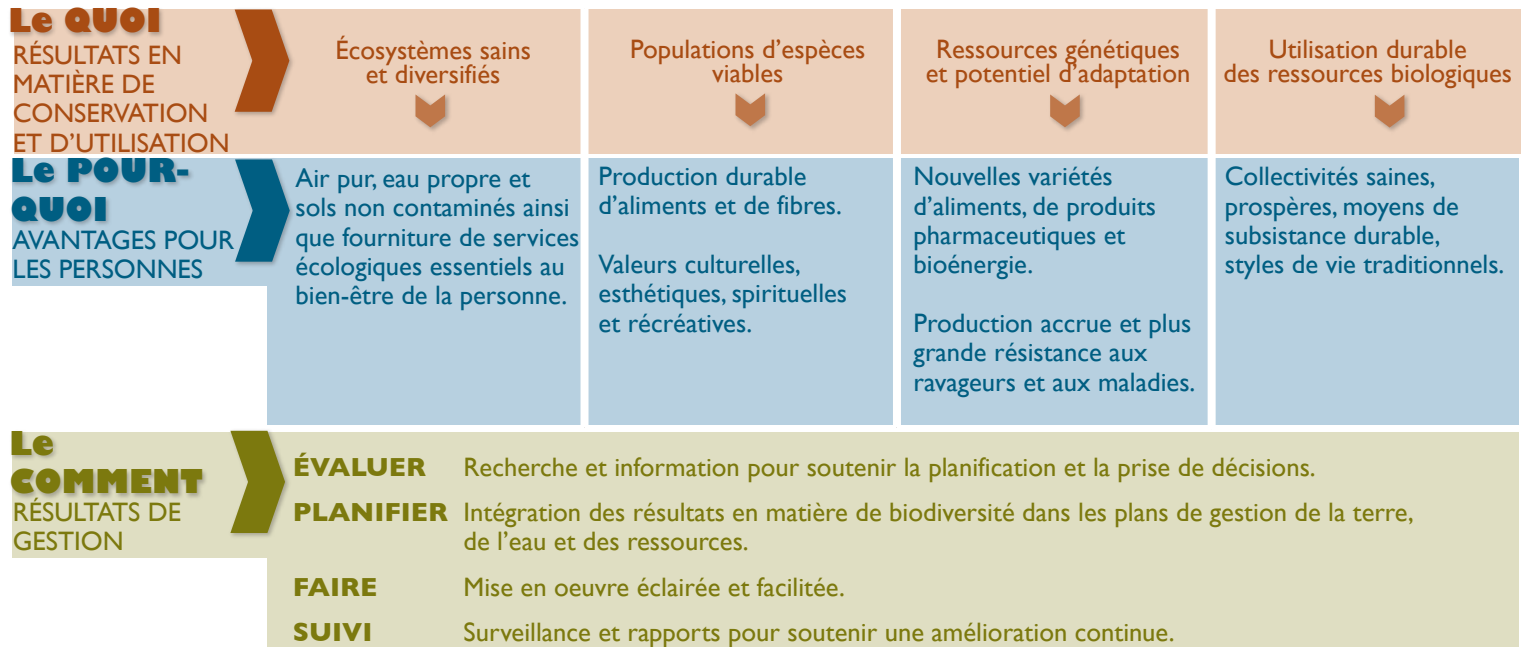 Le QUOI
RÉSULTATS EN
MATIÈRE DE
CONSERVATION
ET D'UTILISATION
Écosystèmes sains
et diversifiés
Populations d'espèces
viables
Ressources génétiques
et potentiel d'adaptation
Utilisation durable
des ressources biologiques
Le POUR-
QUOI
AVANTAGES POUR
LES PERSONNES
Air pur, eau propre et
sols non contaminés ainsi
que fourniture de services
écologiques essentiels au
bien-être de la personne.
Production durable
d'aliments et de fibres.
Valeurs culturelles,
esthétiques, spirituelles
et récréatives.
Nouvelles variétés
d'aliments, de produits
pharmaceutiques et
bioénergie.
Production accrue et plus
grande résistance aux
ravageurs et aux maladies.
Collectivités saines,
prospères, moyens de
subsistance durable,
styles de vie traditionnels.
Le
COMMENT
RÉSULTATS DE
GESTION
ÉVALUER Recherche et information pour soutenir la planification et la prise de décisions.
PLANIFIER Intégration des résultats en matière de biodiversité dans les plans de gestion de la terre,
de l'eau et des ressources.
FAIRE Mise en oeuvre éclairée et facilitée.
SUIVI Surveillance et rapports pour soutenir une amélioration continue.